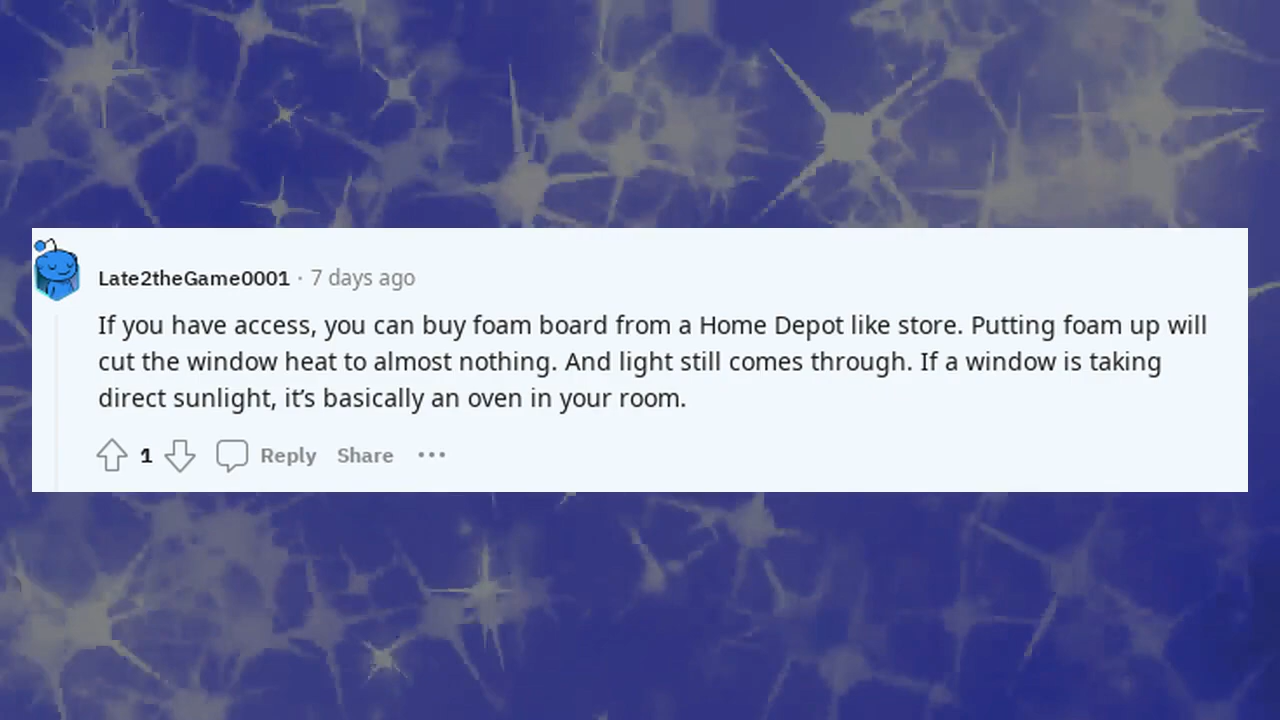 Late2theGame0001 · 7 days ago
If you have access, you can buy foam board from a Home Depot like store. Putting foam up will
cut the window heat to almost nothing. And light still comes through. If a window is taking
direct sunlight, it’s basically an oven in your room.
1 Reply Share •••